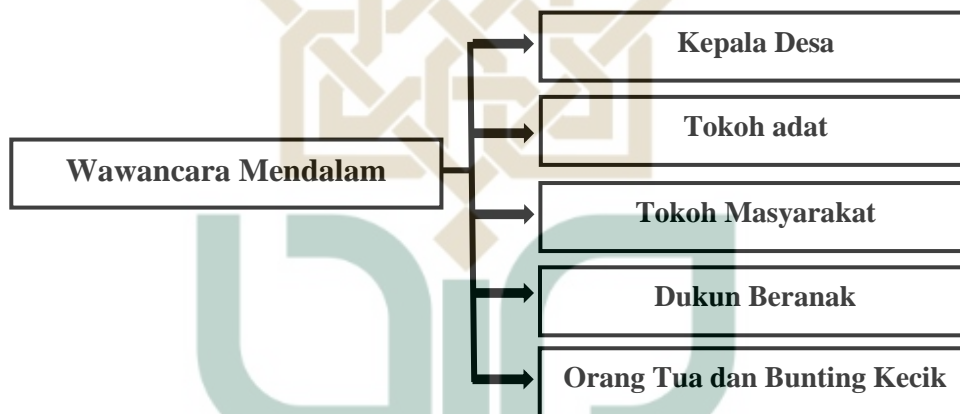 Kepala Desa
Tokoh adat
Wawancara Mendalam
Tokoh Masyarakat
Dukun Beranak
Orang Tua dan Bunting Kecik